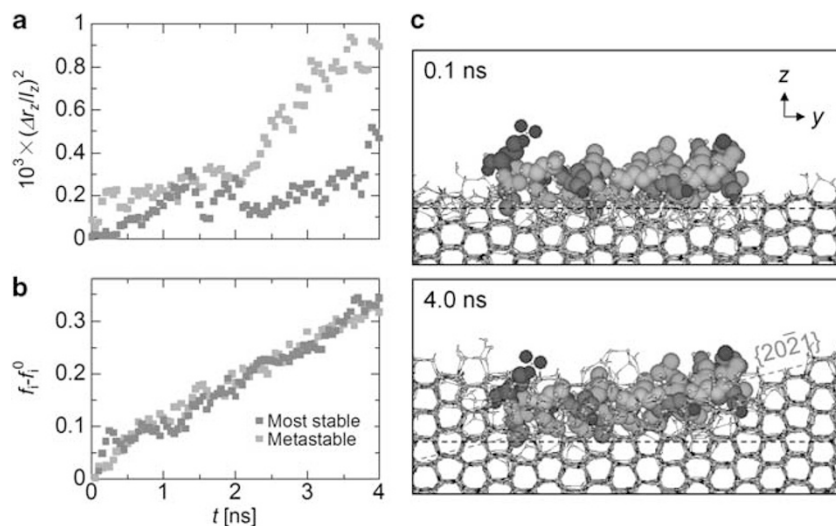 a
1
0.8
0.6
0.4
0.2
0
10³ × (Δr_z/l_z)²
b
0.3
0.2
0.1
0
f_i-f_i⁰
Most stable
Metastable
0
1
2
3
4
t [ns]
c
0.1 ns
z
y
4.0 ns
{202̄1}